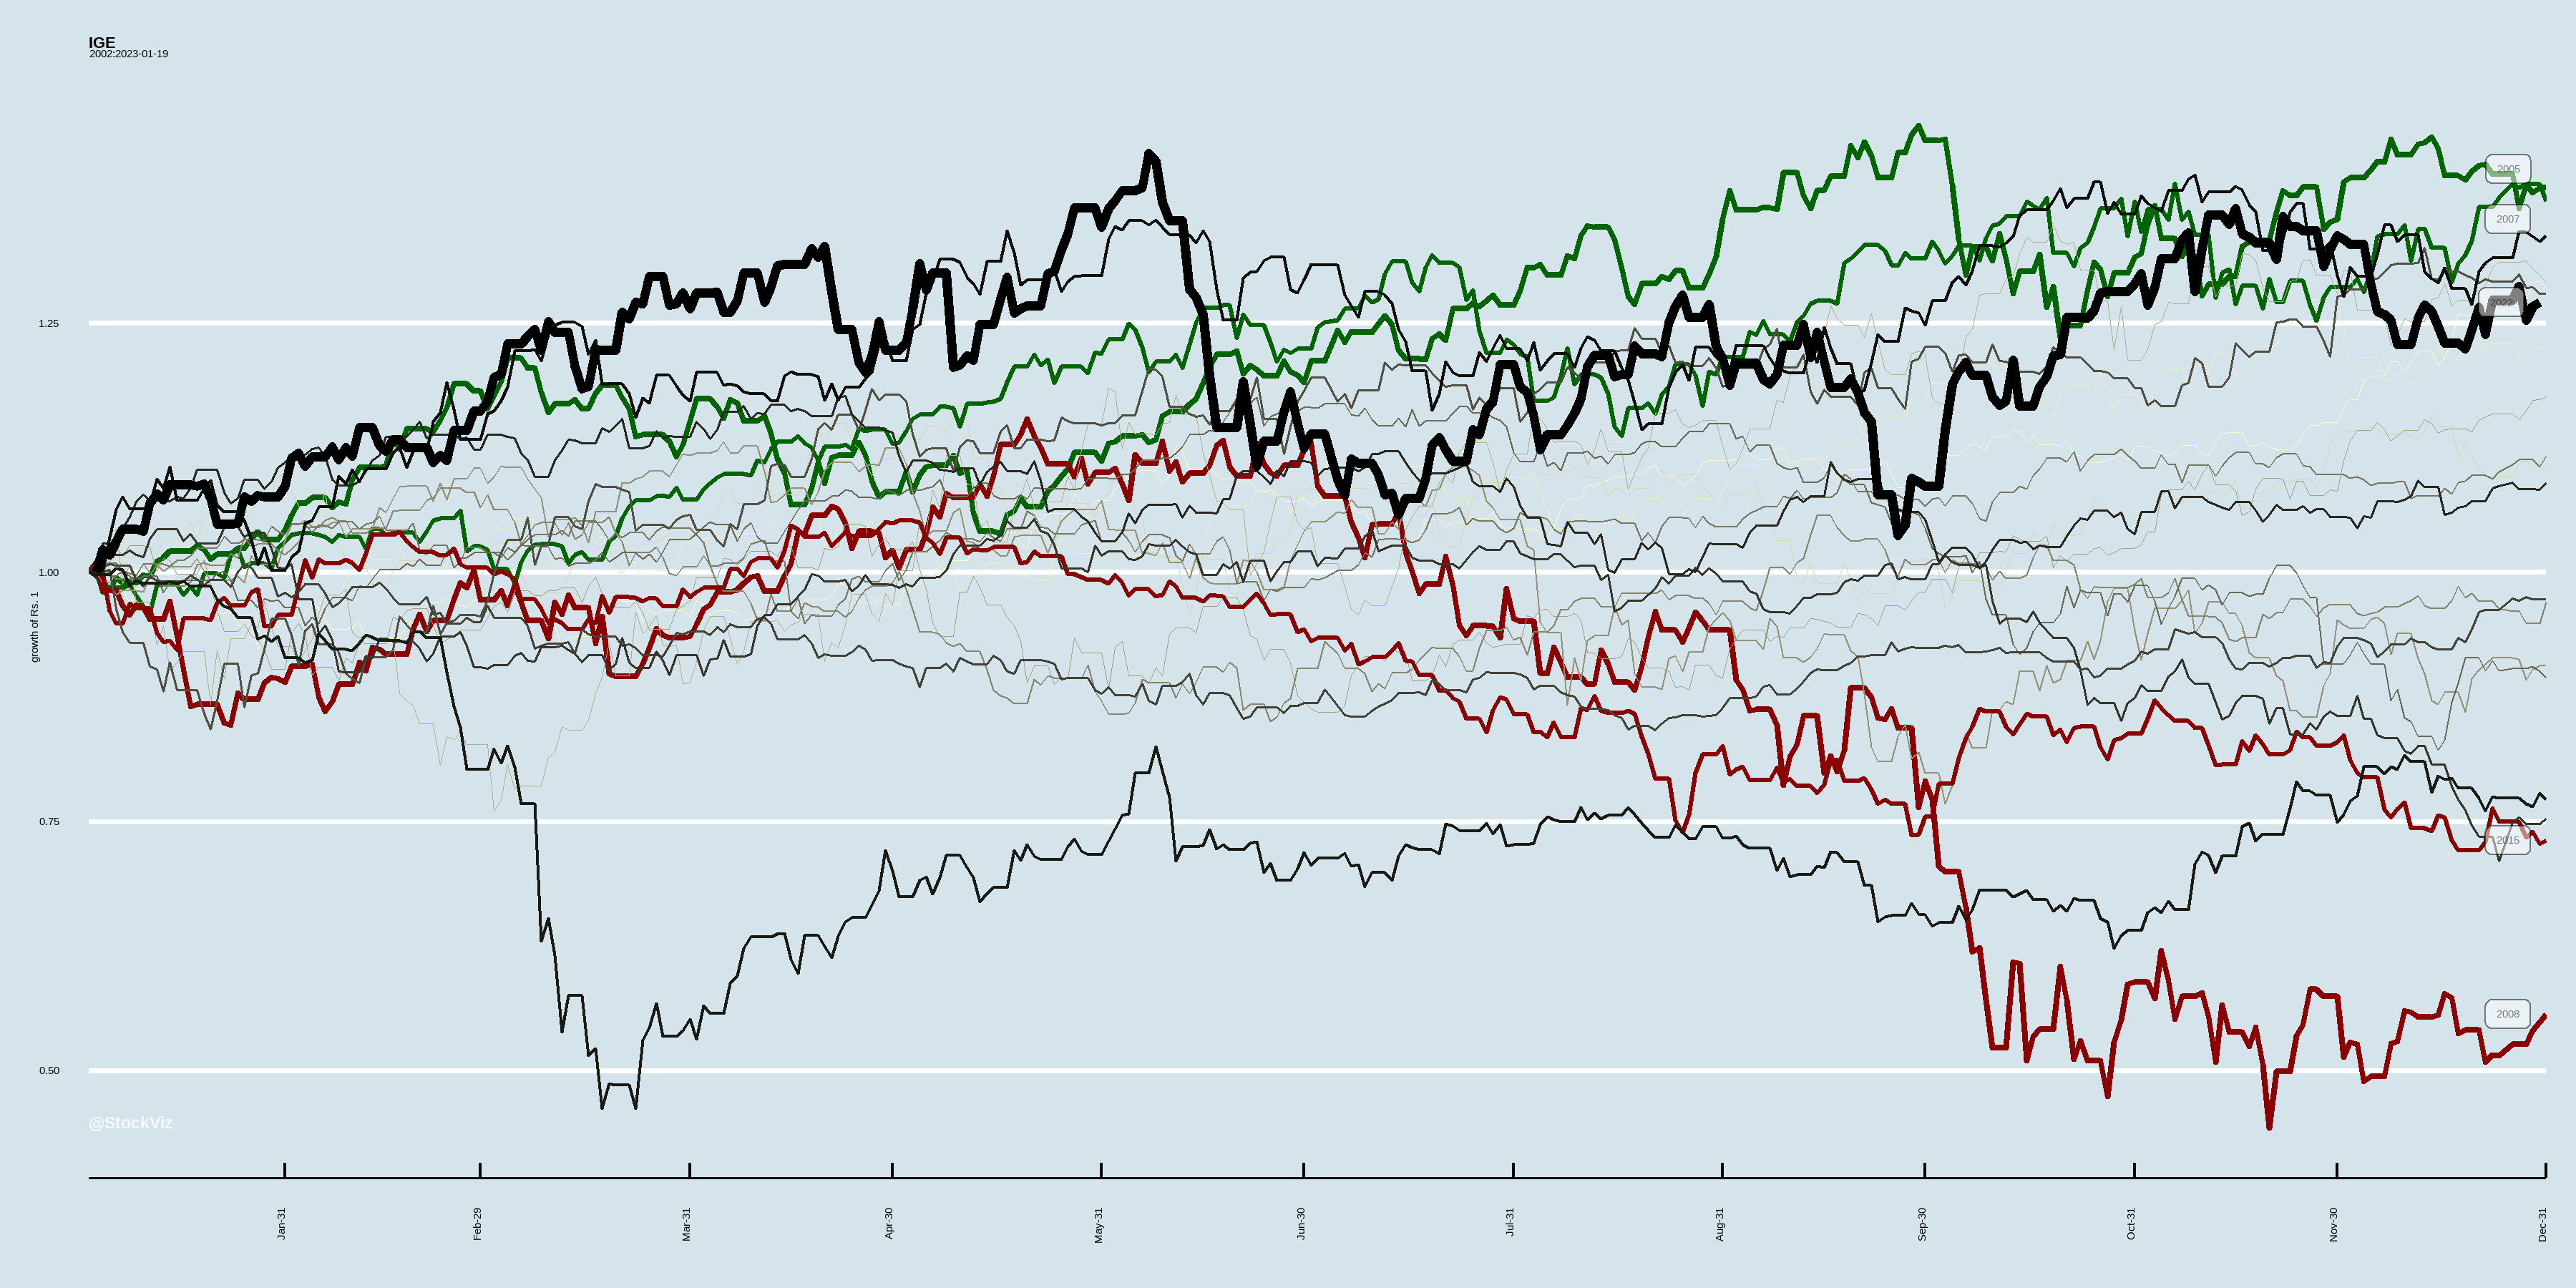 IGE
2002:2023-01-19
2005
2007
1.25
2022
1.00
growth of Rs. 1
0.75
2015
2008
0.50
@StockViz
Jan-31
Feb-29
Mar-31
Apr-30
May-31
Jun-30
Jul-31
Aug-31
Sep-30
Oct-31
Nov-30
Dec-31